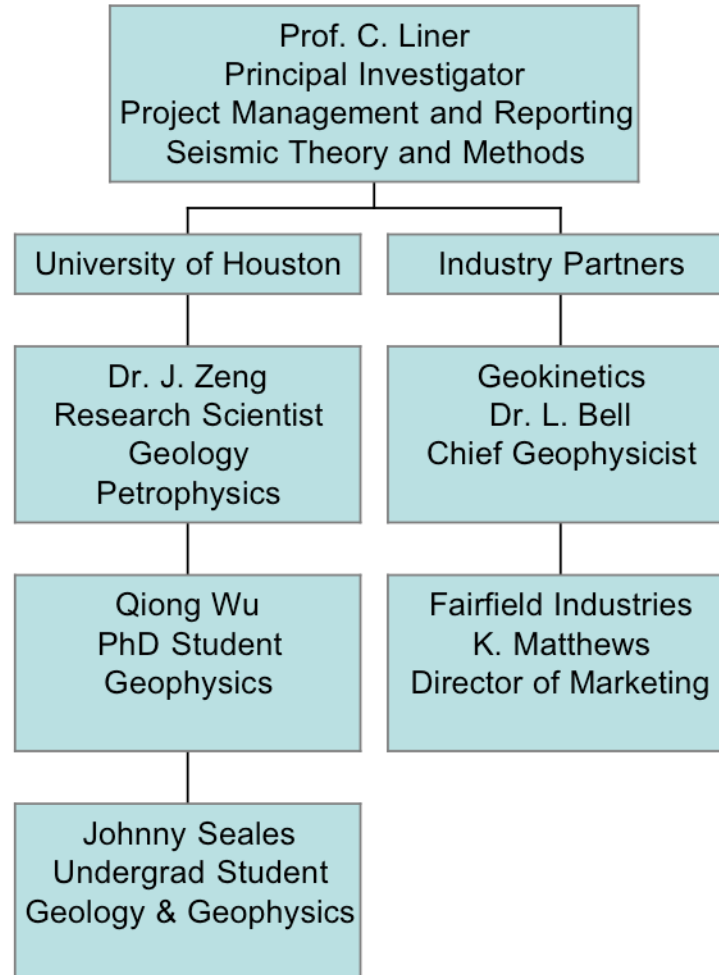 Prof. C. Liner
Principal Investigator
Project Management and Reporting
Seismic Theory and Methods
University of Houston
Industry Partners
Dr. J. Zeng
Research Scientist
Geology
Petrophysics
Geokinetics
Dr. L. Bell
Chief Geophysicist
Qiong Wu
PhD Student
Geophysics
Fairfield Industries
K. Matthews
Director of Marketing
Johnny Seales
Undergrad Student
Geology & Geophysics